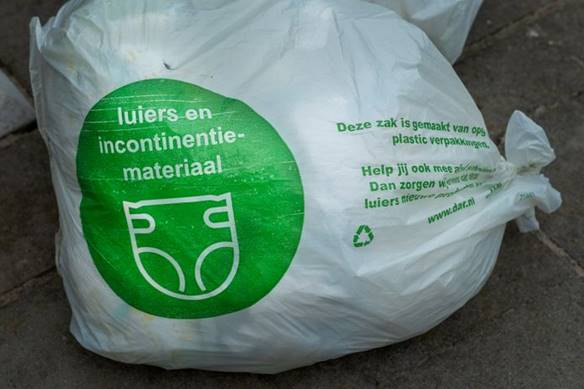 luiers en
incontinentie-
materiaal
Deze zak is gemaakt van
plastic verpakkingen.
Help jij ook mee
Dan zorgen
luiers nieuwe
www.dar.nl